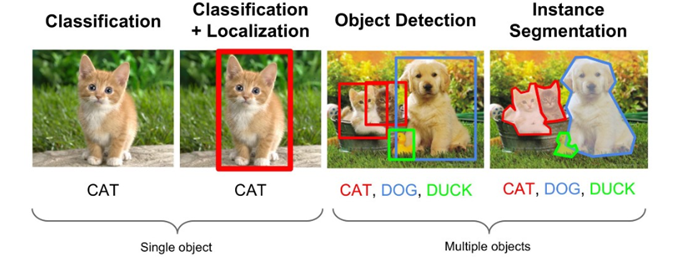 Classification
Classification
+ Localization
Object Detection
Instance
Segmentation
CAT
CAT
CAT, DOG, DUCK
CAT, DOG, DUCK
Single object
Multiple objects